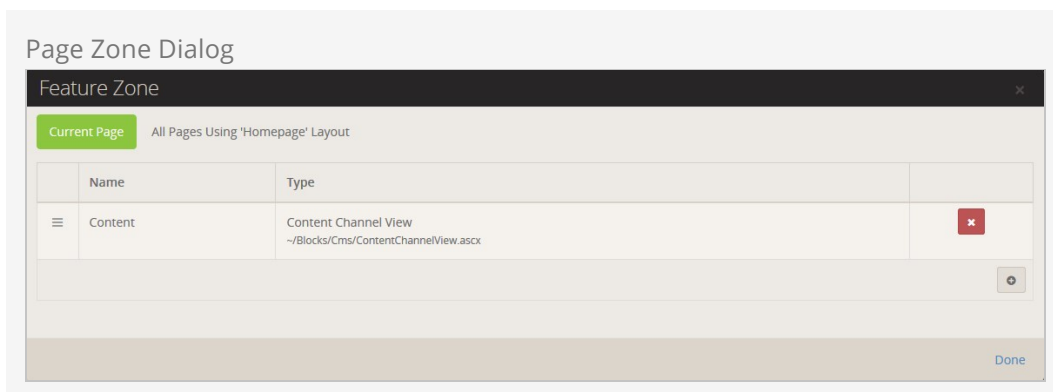 Page Zone Dialog
Feature Zone
Current Page All Pages Using 'Homepage' Layout
Name Type
Content Content Channel View
~/Blocks/Cms/ContentChannelView.ascx
Done